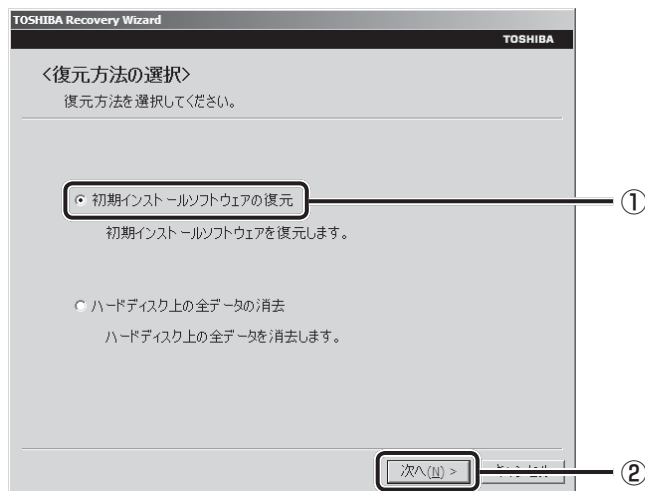 TOSHIBA Recovery Wizard
TOSHIBA
<復元方法の選択>
復元方法を選択してください。
初期インストールソフトウェアの復元
①
初期インストールソフトウェアを復元します。
ハードディスク上の全データの消去
ハードディスク上の全データを消去します。
次へ(N) >
②